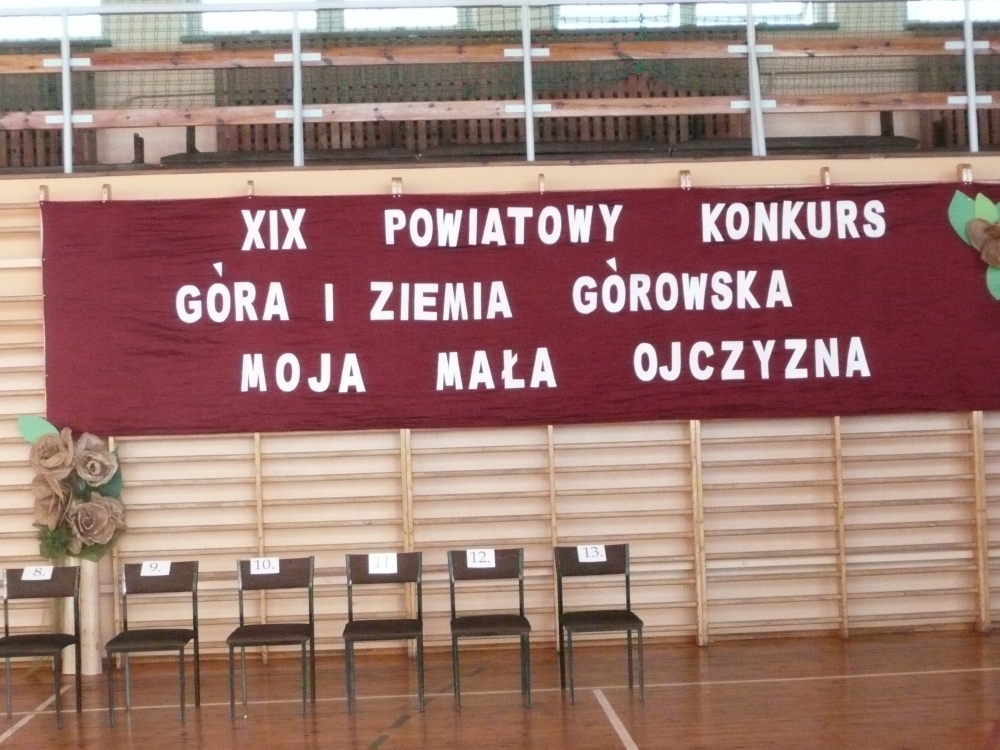 XIX POWIATOWY KONKURS
GÓRA I ZIEMIA GÓROWSKA
MOJA MAŁA OJCZYZNA
8. 9. 10. 11. 12. 13.